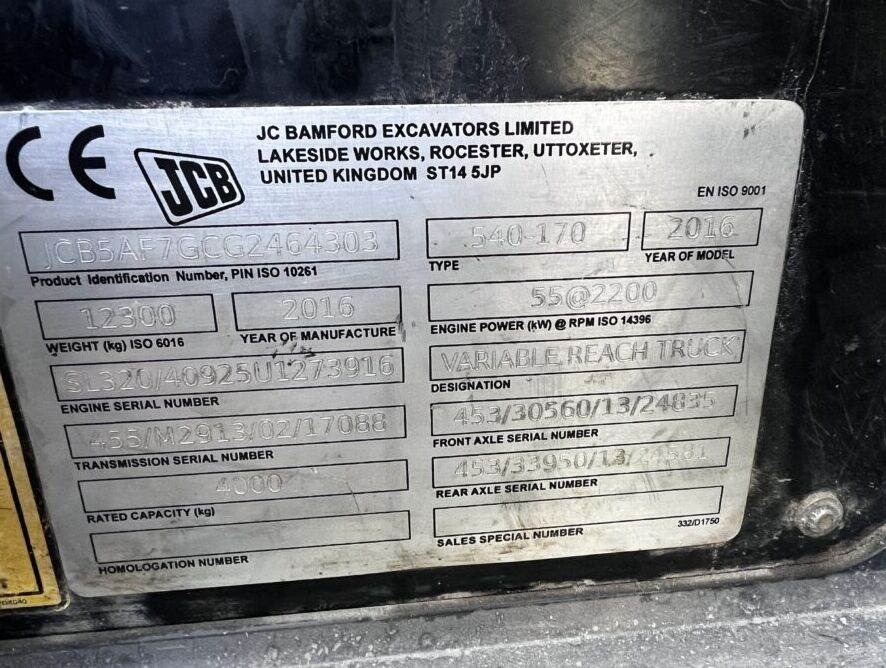 CE
JCB
JC BAMFORD EXCAVATORS LIMITED
LAKESIDE WORKS, ROCESTER, UTTOXETER,
UNITED KINGDOM ST14 5JP
EN ISO 9001
JCB5AF7GCG2464303
Product Identification Number, PIN ISO 10261
540-170
TYPE
2016
YEAR OF MODEL
12300
WEIGHT (kg) ISO 6016
2016
YEAR OF MANUFACTURE
55@2200
ENGINE POWER (kW) @ RPM ISO 14396
SL320/40925U1273916
ENGINE SERIAL NUMBER
VARIABLE REACH TRUCK
DESIGNATION
455/M2913/02/17088
TRANSMISSION SERIAL NUMBER
453/30560/13/24835
FRONT AXLE SERIAL NUMBER
4000
RATED CAPACITY (kg)
REAR AXLE SERIAL NUMBER
HOMOLOGATION NUMBER
SALES SPECIAL NUMBER
332/D1750